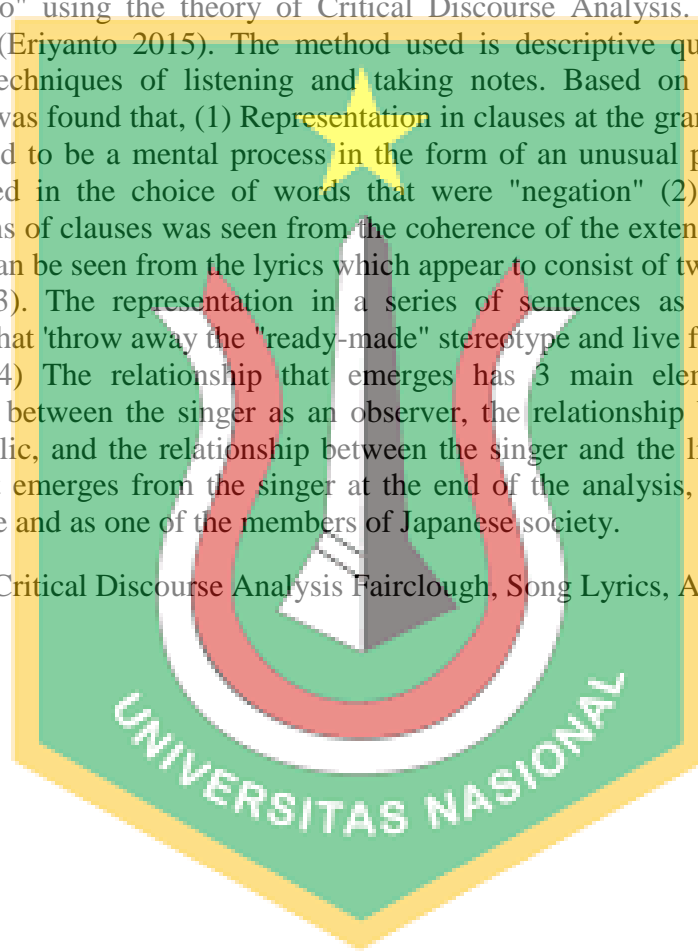 o" using the theory of Critical Discourse Analysis.
(Eriyanto 2015). The method used is descriptive qu
echniques of listening and taking notes. Based on
was found that, (1) Representation in clauses at the gran
d to be a mental process in the form of an unusual p
ed in the choice of words that were "negation" (2)
ns of clauses was seen from the coherence of the exten
an be seen from the lyrics which appear to consist of tw
3). The representation in a series of sentences as
hat 'throw away the "ready-made" stereotype and live f
4) The relationship that emerges has 3 main elen
between the singer as an observer, the relationship
lic, and the relationship between the singer and the li
emerges from the singer at the end of the analysis,
e and as one of the members of Japanese society.
Critical Discourse Analysis Fairclough, Song Lyrics, A
UNIVERSITAS NASIONAL